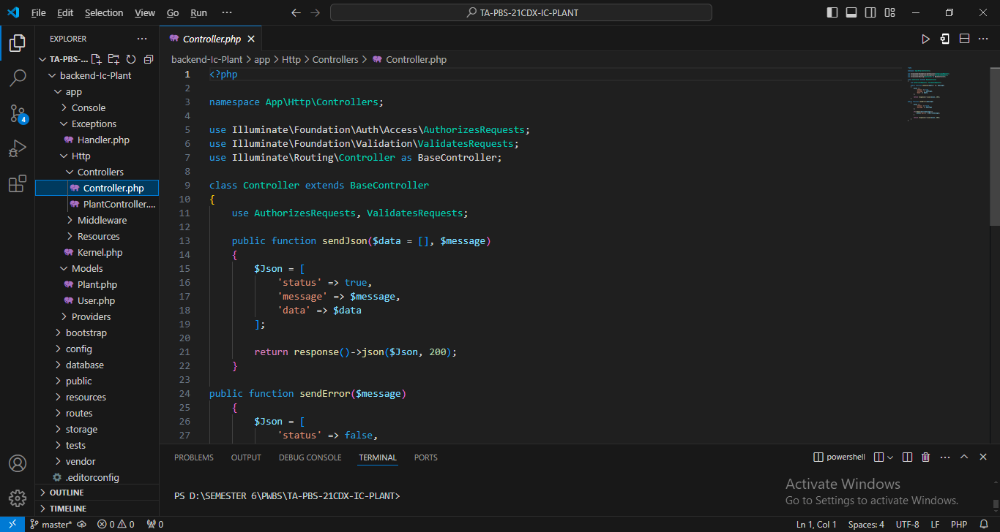 File Edit Selection View Go Run ··· TA-PBS-21CDX-IC-PLANT
EXPLORER ···
TA-PBS-...
backend-Ic-Plant
app
Console
Exceptions
Handler.php
Http
Controllers
Controller.php
PlantController....
Middleware
Resources
Kernel.php
Models
Plant.php
User.php
Providers
bootstrap
config
database
public
resources
routes
storage
tests
vendor
.editorconfig
OUTLINE
TIMELINE
4
Controller.php
backend-Ic-Plant > app > Http > Controllers > Controller.php
1 <?php
2
3 namespace App\Http\Controllers;
4
5 use Illuminate\Foundation\Auth\Access\AuthorizesRequests;
6 use Illuminate\Foundation\Validation\ValidatesRequests;
7 use Illuminate\Routing\Controller as BaseController;
8
9 class Controller extends BaseController
10 {
11 use AuthorizesRequests, ValidatesRequests;
12
13 public function sendJson($data = [], $message)
14 {
15 $Json = [
16 'status' => true,
17 'message' => $message,
18 'data' => $data
19 ];
20
21 return response()->json($Json, 200);
22 }
23
24 public function sendError($message)
25 {
26 $Json = [
27 'status' => false,
PROBLEMS OUTPUT DEBUG CONSOLE TERMINAL PORTS powershell
PS D:\SEMESTER 6\PWBS\TA-PBS-21CDX-IC-PLANT>
Activate Windows
Go to Settings to activate Windows.
master* 0 0 0 Ln 1, Col 1 Spaces: 4 UTF-8 LF PHP